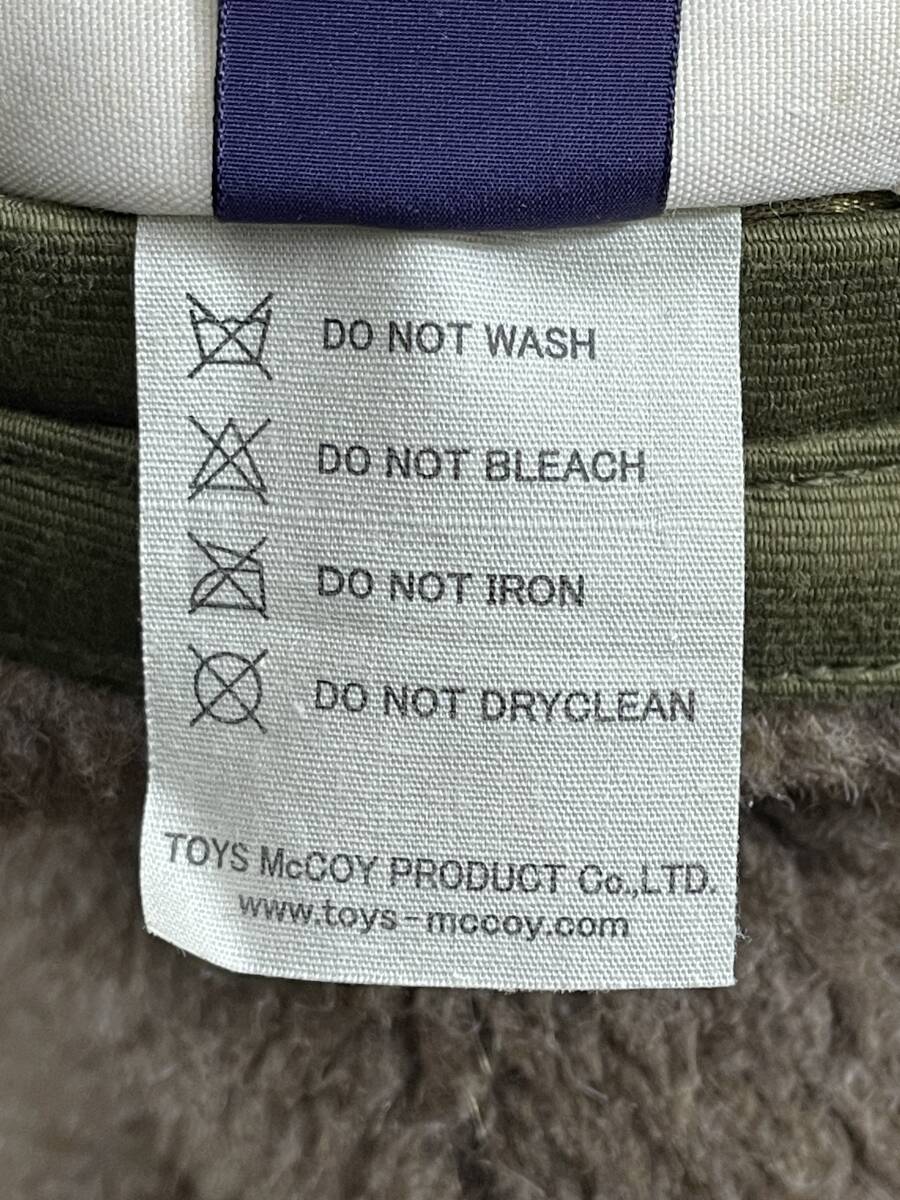 DO NOT WASH
DO NOT BLEACH
DO NOT IRON
DO NOT DRYCLEAN
TOYS McCOY PRODUCT Co.,LTD.
www.toys-mccoy.com